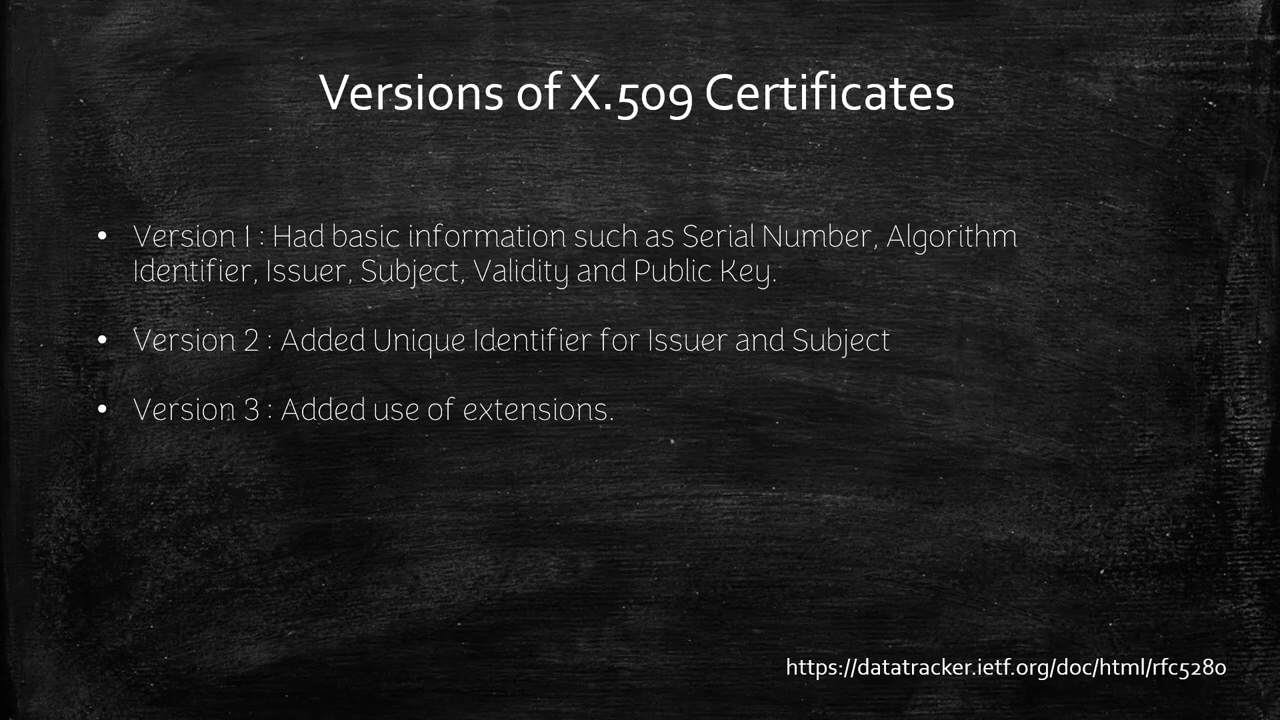 Versions of X.509 Certificates
• Version 1 : Had basic information such as Serial Number, Algorithm
Identifier, Issuer, Subject, Validity and Public Key.
• Version 2 : Added Unique Identifier for Issuer and Subject
• Version 3 : Added use of extensions.
https://datatracker.ietf.org/doc/html/rfc5280